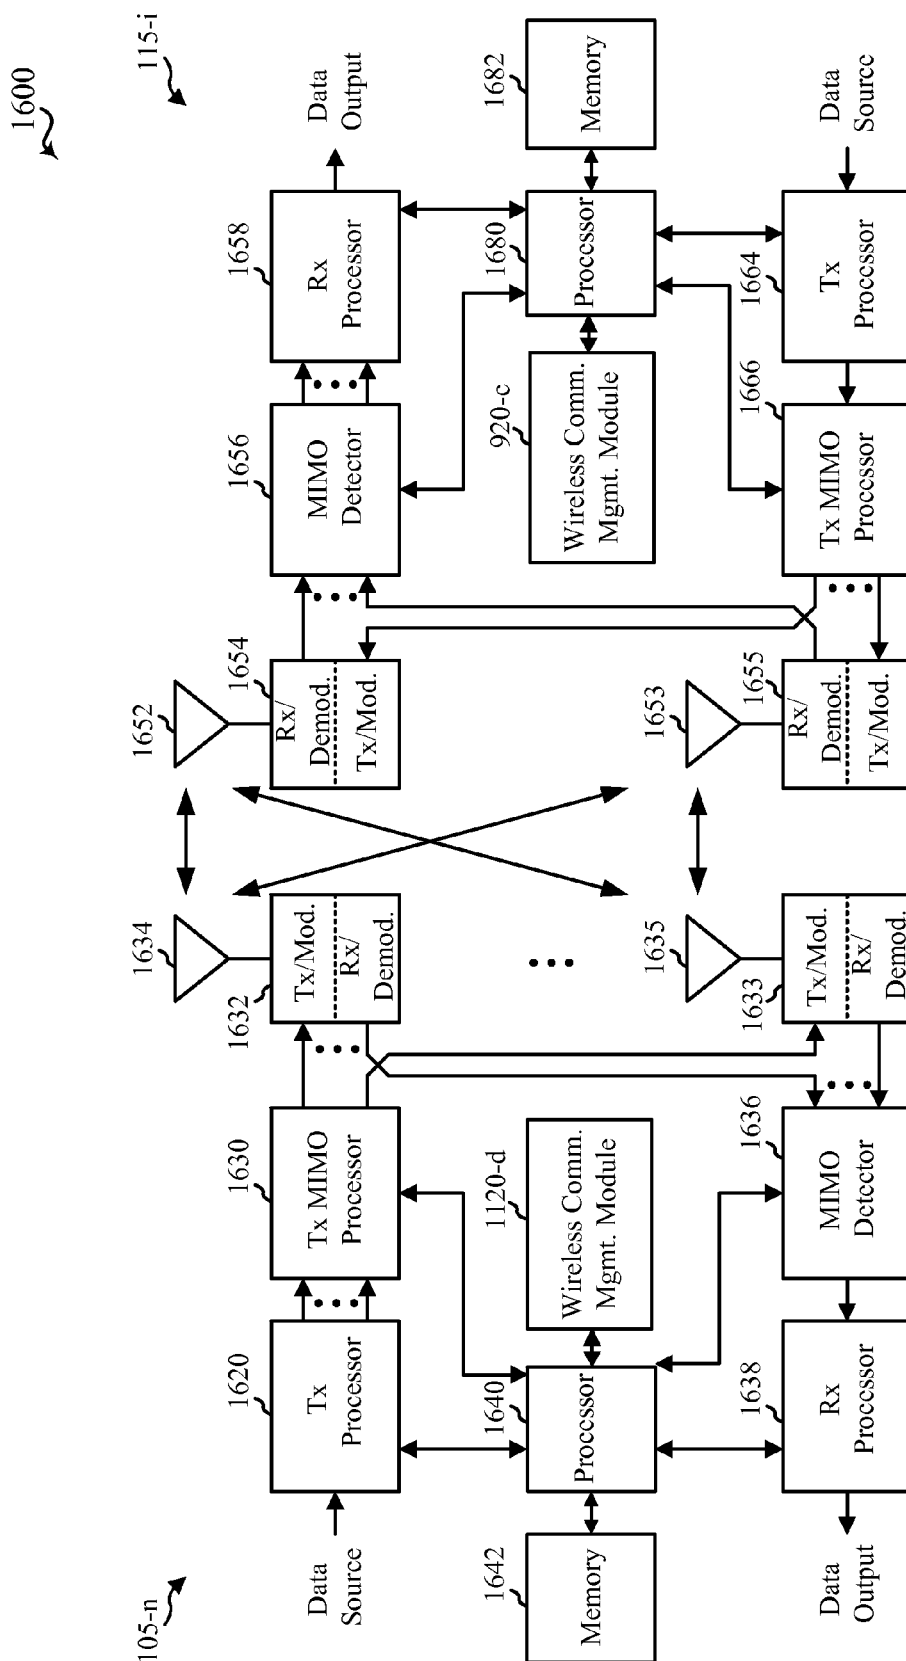 1600
105-n
115-i
Data
Source
1620
Tx
Processor
1630
Tx MIMO
Processor
1632
Tx/Mod.
Rx/
Demod.
1634
1652
1654
Rx/
Demod.
Tx/Mod.
1656
MIMO
Detector
1658
Rx
Processor
Data
Output
1642
Memory
1640
Processor
1120-d
Wireless Comm.
Mgmt. Module
920-c
Wireless Comm.
Mgmt. Module
1680
Processor
1682
Memory
Data
Output
1638
Rx
Processor
1636
MIMO
Detector
1633
Tx/Mod.
Rx/
Demod.
1635
1653
1655
Rx/
Demod.
Tx/Mod.
1666
Tx MIMO
Processor
1664
Tx
Processor
Data
Source